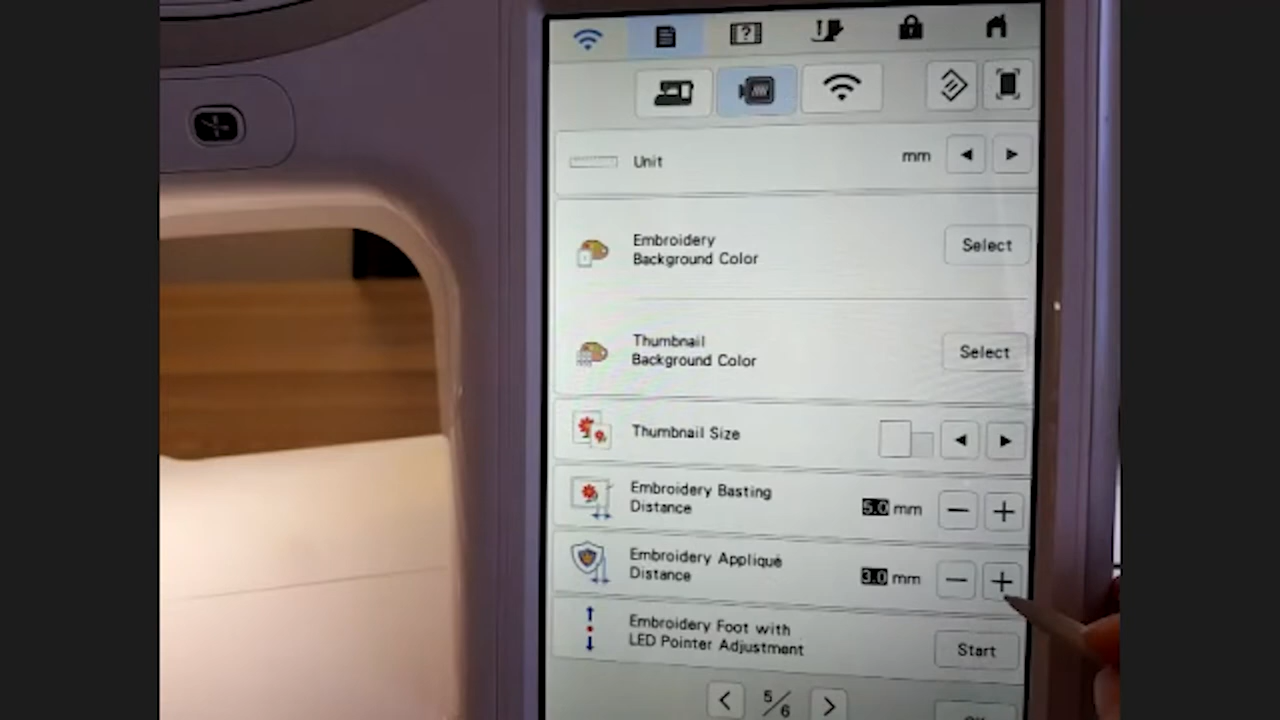 Unit
mm
Embroidery
Background Color
Select
Thumbnail
Background Color
Select
Thumbnail Size
Embroidery Basting
Distance
5.0 mm
Embroidery Appliqué
Distance
3.0 mm
Embroidery Foot with
LED Pointer Adjustment
Start
5/6